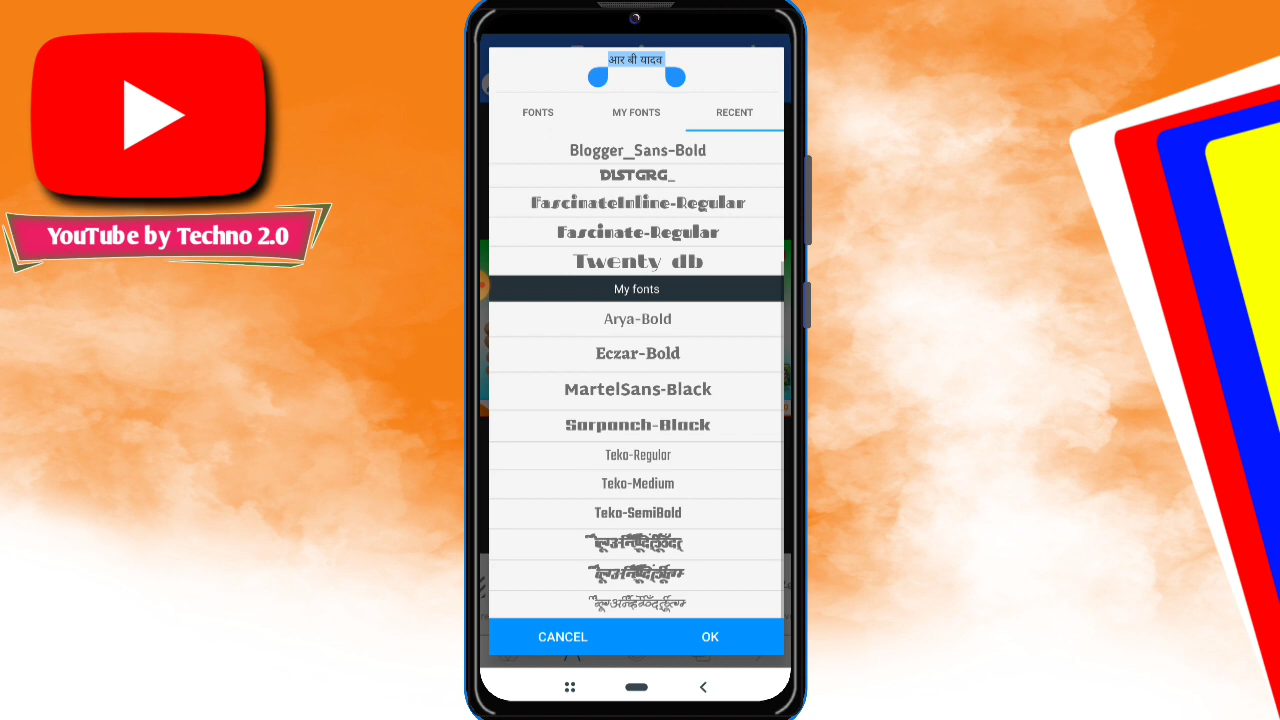 YouTube by Techno 2.0
आर बी यादव
FONTS
MY FONTS
RECENT
Blogger_Sans-Bold
DISTGRG_
FascinateInline-Regular
Fascinate-Regular
Twenty db
My fonts
Arya-Bold
Eczar-Bold
MartelSans-Black
Sarpanch-Black
Teko-Regular
Teko-Medium
Teko-SemiBold
CANCEL
OK